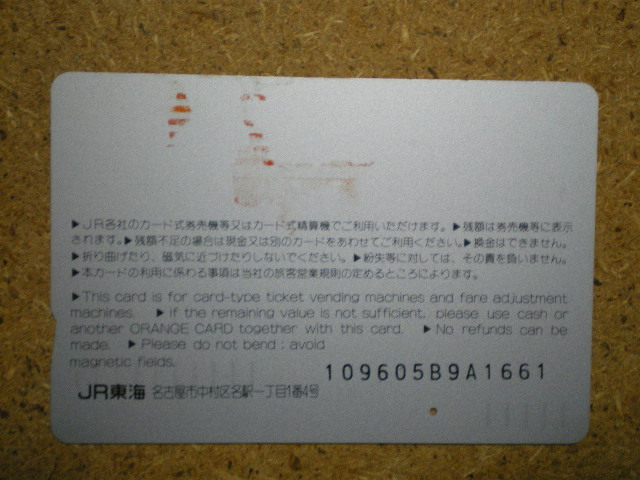 ▶JR各社のカード式券売機等又はカード式精算機でご利用いただけます。▶残額は券売機等に表示
されます。▶残額不足の場合は現金又は別のカードをあわせてご利用ください。▶換金はできません。
▶折り曲げたり、磁気に近づけたりしないでください。▶紛失等に対しては、その責を負いません。
▶本カードの利用に係わる事項は当社の旅客営業規則の定めるところによります。
▶This card is for card-type ticket vending machines and fare adjustment
machines. ▶If the remaining value is not sufficient, please use cash or
another ORANGE CARD together with this card. ▶No refunds can be
made. ▶Please do not bend; avoid
magnetic fields.
109605B9A1661
JR東海 名古屋市中村区名駅一丁目1番4号